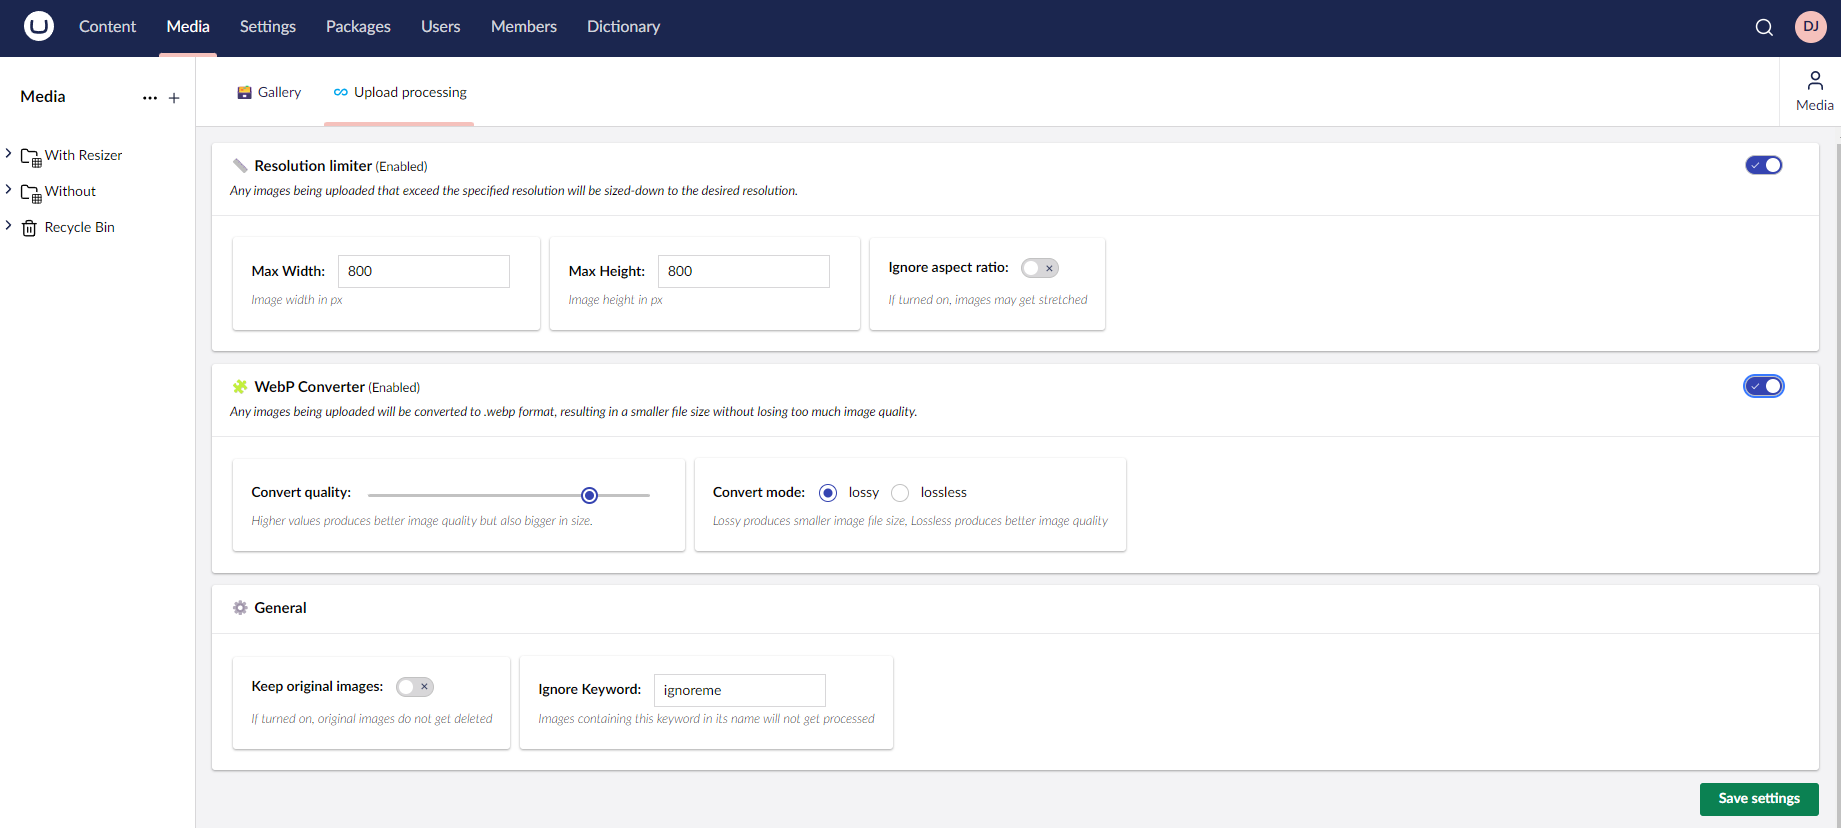 Content Media Settings Packages Users Members Dictionary DJ
Media
Gallery Upload processing
Media
With Resizer
Without
Recycle Bin
Resolution limiter (Enabled)
Any images being uploaded that exceed the specified resolution will be sized-down to the desired resolution.
Max Width: 800
Image width in px
Max Height: 800
Image height in px
Ignore aspect ratio:
If turned on, images may get stretched
WebP Converter (Enabled)
Any images being uploaded will be converted to .webp format, resulting in a smaller file size without losing too much image quality.
Convert quality:
Higher values produces better image quality but also bigger in size.
Convert mode: lossy lossless
Lossy produces smaller image file size, Lossless produces better image quality
General
Keep original images:
If turned on, original images do not get deleted
Ignore Keyword: ignoreme
Images containing this keyword in its name will not get processed
Save settings